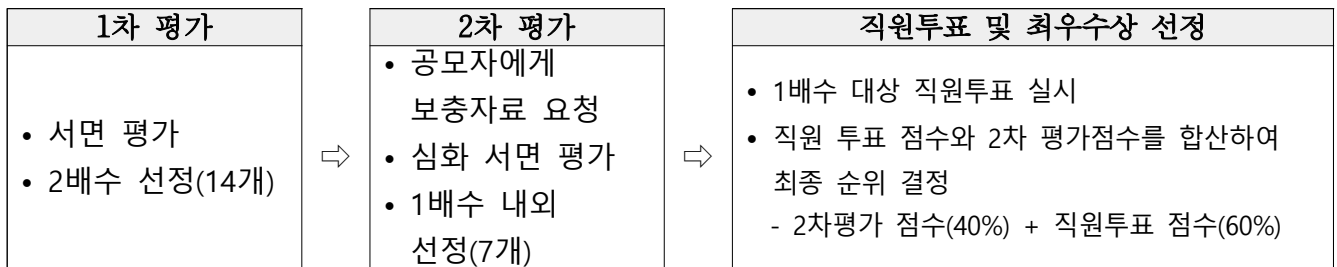 1차 평가
• 서면 평가
• 2배수 선정(14개)
⇨
2차 평가
• 공모자에게
보충자료 요청
• 심화 서면 평가
• 1배수 내외
선정(7개)
⇨
직원투표 및 최우수상 선정
• 1배수 대상 직원투표 실시
• 직원 투표 점수와 2차 평가점수를 합산하여
최종 순위 결정
- 2차평가 점수(40%) + 직원투표 점수(60%)